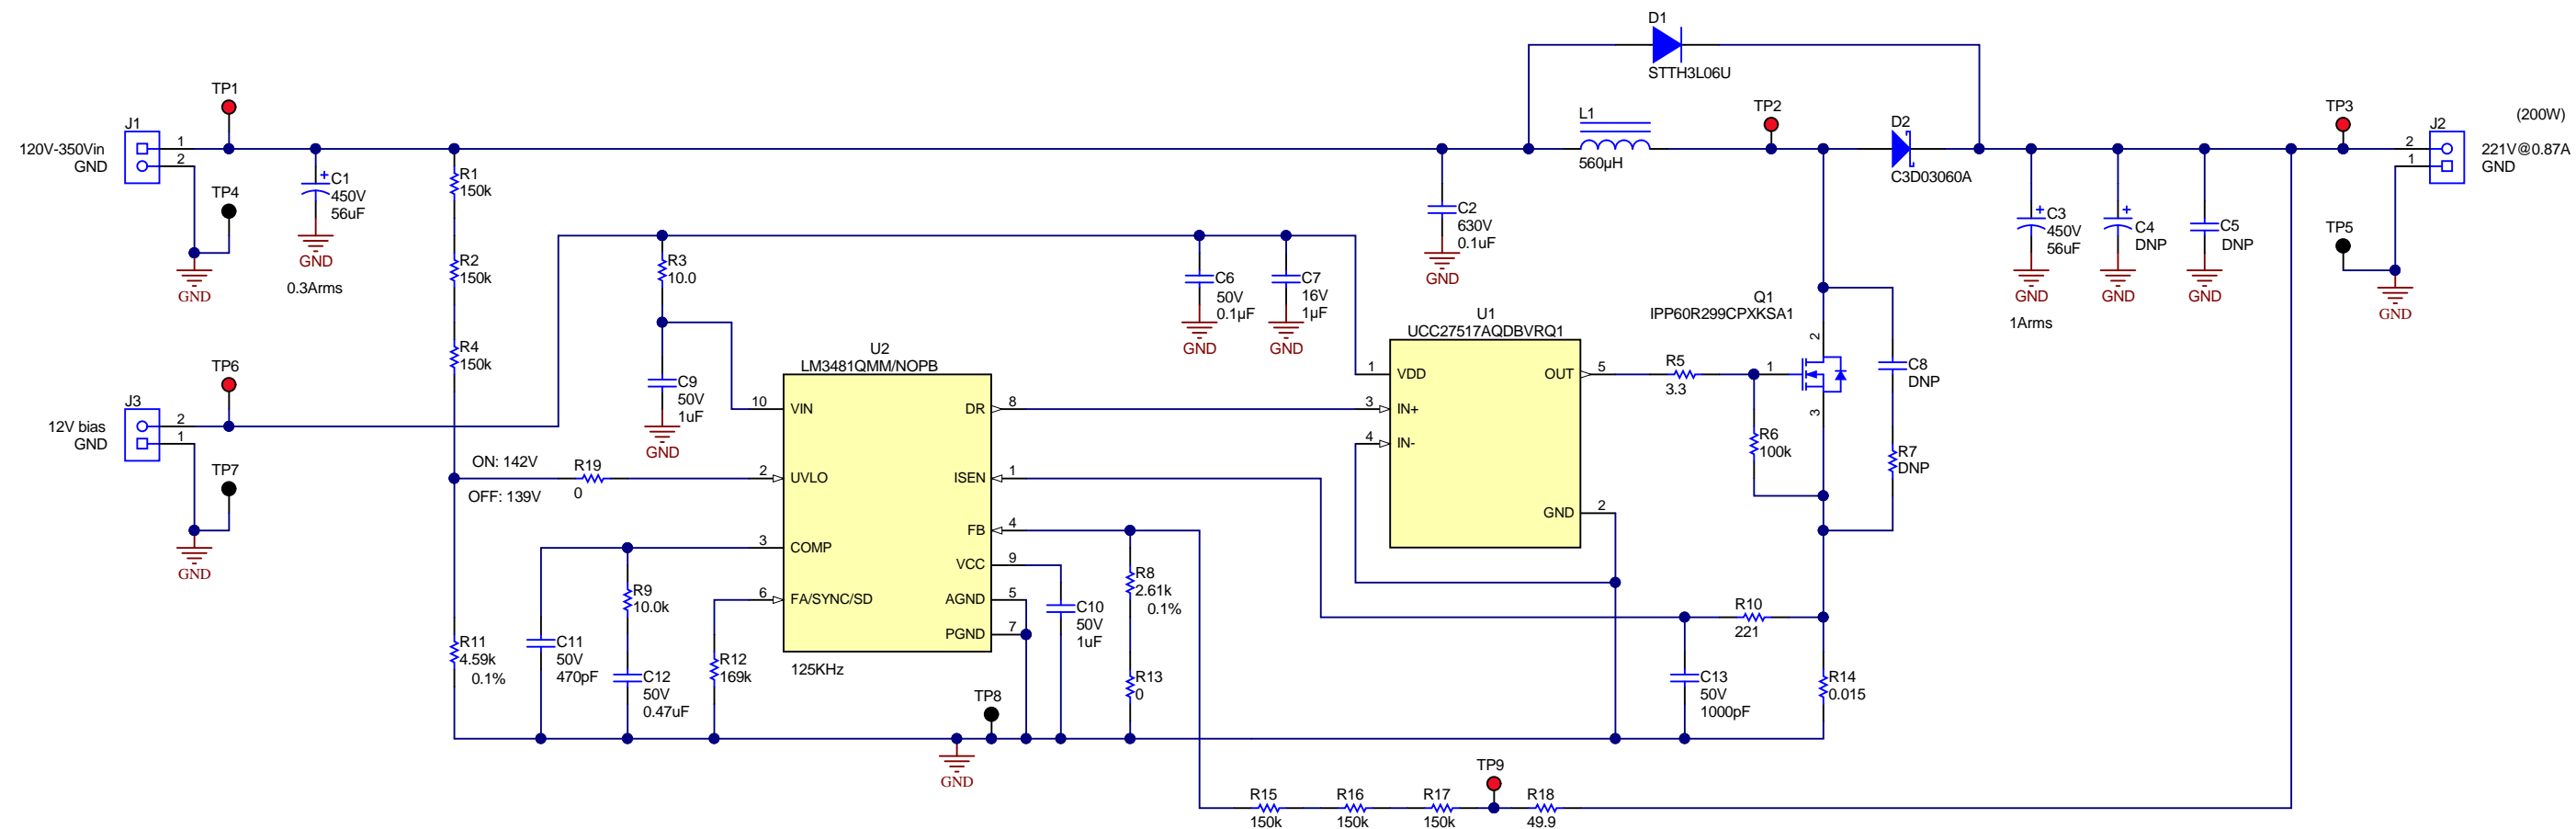 D1
STTH3L06U
TP1
J1
120V-350Vin
GND
1
2
TP4
GND
C1
450V
56uF
GND
0.3Arms
R1
150k
R2
150k
R4
150k
L1
560µH
TP2
D2
C3D03060A
TP3
(200W)
J2
2
1
221V@0.87A
GND
C2
630V
0.1uF
GND
C3
450V
56uF
GND
1Arms
C4
DNP
GND
C5
DNP
GND
TP5
GND
R3
10.0
C6
50V
0.1µF
GND
C7
16V
1µF
GND
C9
50V
1uF
GND
TP6
J3
12V bias
GND
2
1
TP7
GND
U2
LM3481QMM/NOPB
10
VIN
DR
8
2
UVLO
ISEN
1
FB
4
3
COMP
VCC
9
6
FA/SYNC/SD
AGND
5
PGND
7
125KHz
U1
UCC27517AQDBVRQ1
1
VDD
OUT
5
3
IN+
4
IN-
GND
2
Q1
IPP60R299CPXKSA1
2
1
3
R5
3.3
R6
100k
C8
DNP
R7
DNP
ON: 142V
OFF: 139V
R19
0
R9
10.0k
R11
4.59k
0.1%
C11
50V
470pF
C12
50V
0.47uF
R12
169k
R8
2.61k
0.1%
C10
50V
1uF
R13
0
TP8
GND
R10
221
C13
50V
1000pF
R14
0.015
TP9
R15
150k
R16
150k
R17
150k
R18
49.9